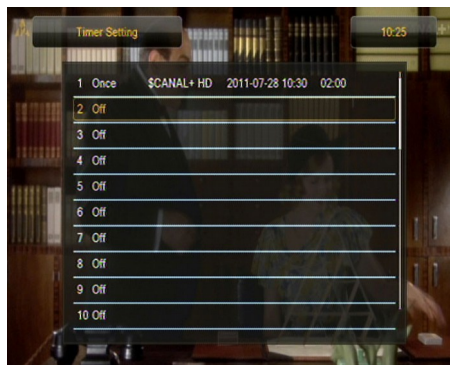 Timer Setting 10:25
1 Once $CANAL+ HD 2011-07-28 10:30 02:00
2 Off
3 Off
4 Off
5 Off
6 Off
7 Off
8 Off
9 Off
10 Off